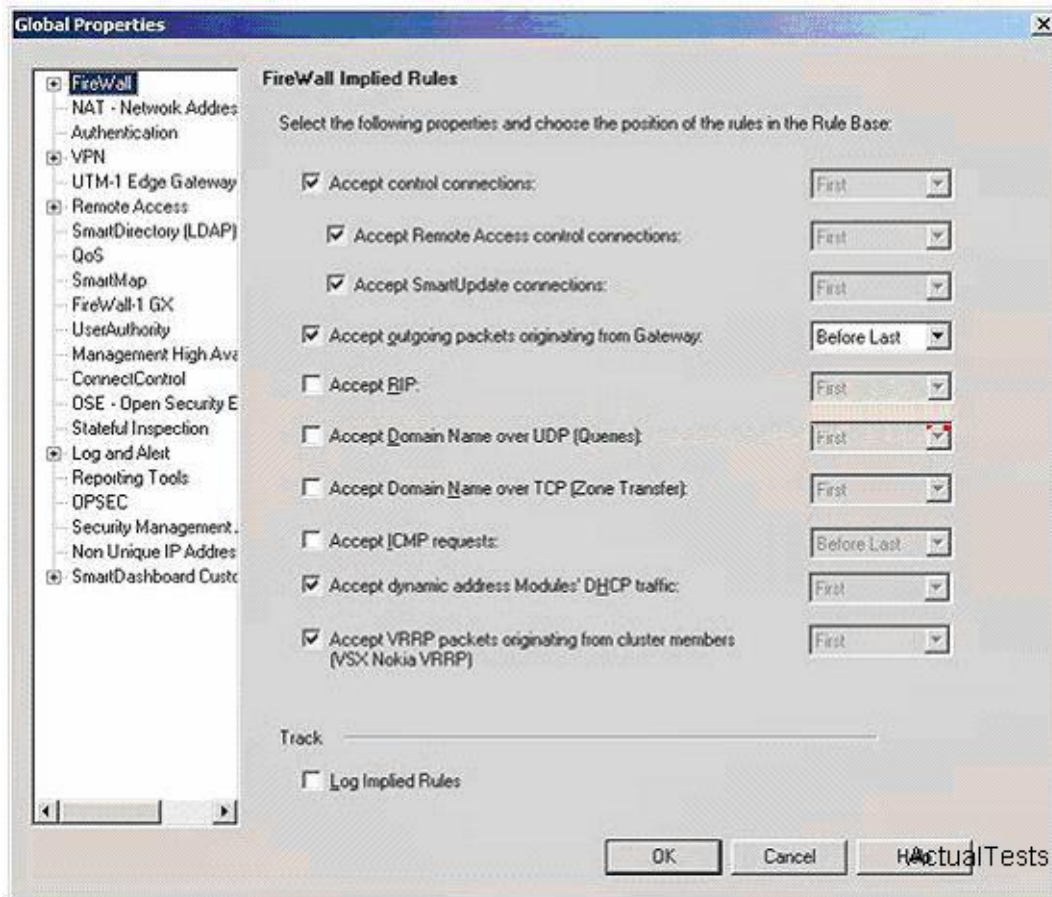 Global Properties
FireWall
NAT - Network Addres
Authentication
VPN
UTM-1 Edge Gateway
Remote Access
SmartDirectory (LDAP)
QoS
SmartMap
FireWall-1 GX
UserAuthority
Management High Ava
ConnectControl
OSE - Open Security E
Stateful Inspection
Log and Alert
Reporting Tools
OPSEC
Security Management
Non Unique IP Addres
SmartDashboard Custo
FireWall Implied Rules
Select the following properties and choose the position of the rules in the Rule Base:
Accept control connections: First
Accept Remote Access control connections: First
Accept SmartUpdate connections: First
Accept outgoing packets originating from Gateway: Before Last
Accept RIP: First
Accept Domain Name over UDP (Queries): First
Accept Domain Name over TCP (Zone Transfer): First
Accept ICMP requests: Before Last
Accept dynamic address Modules' DHCP traffic: First
Accept VRRP packets originating from cluster members First
(VSX Nokia VRRP)
Track
Log Implied Rules
OK Cancel Help
ActualTests